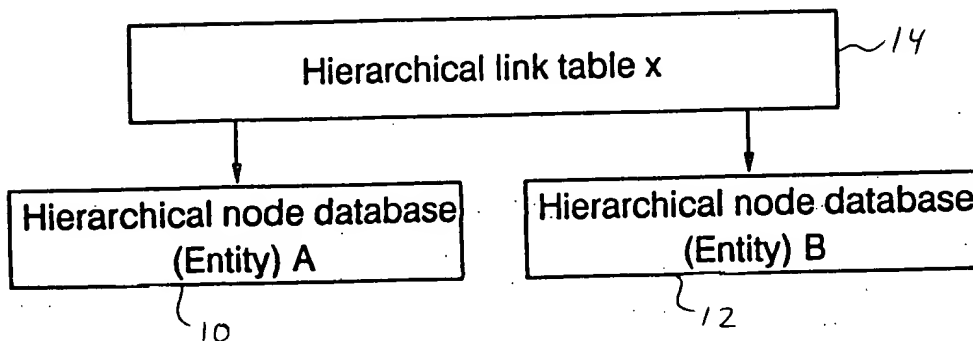 Hierarchical link table x
14
Hierarchical node database
(Entity) A
Hierarchical node database
(Entity) B
10
12